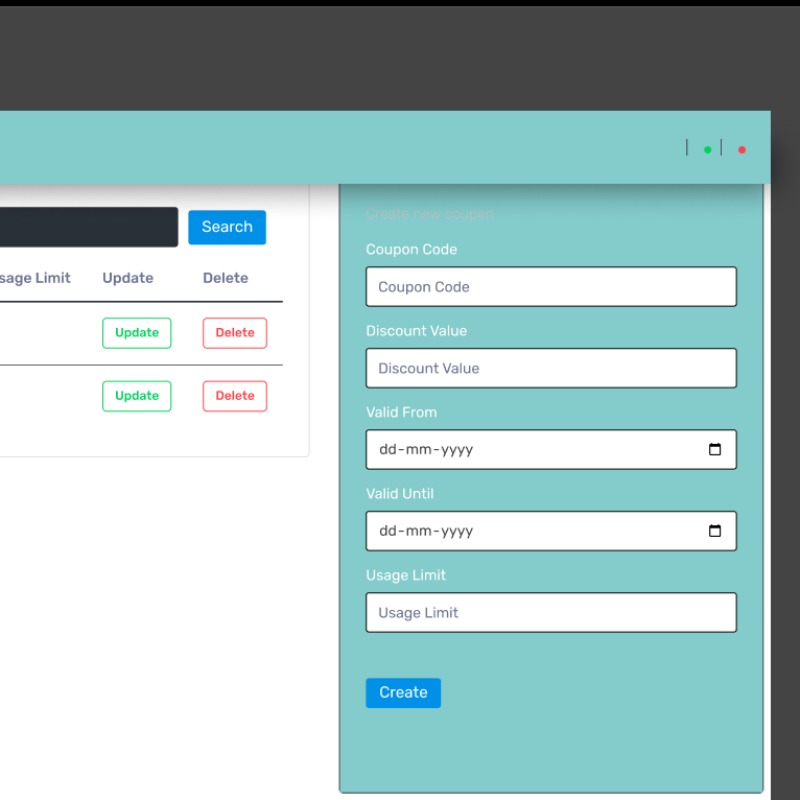 Search
sage Limit Update Delete
Update Delete
Update Delete
Create new coupon
Coupon Code
Coupon Code
Discount Value
Discount Value
Valid From
dd-mm-yyyy
Valid Until
dd-mm-yyyy
Usage Limit
Usage Limit
Create